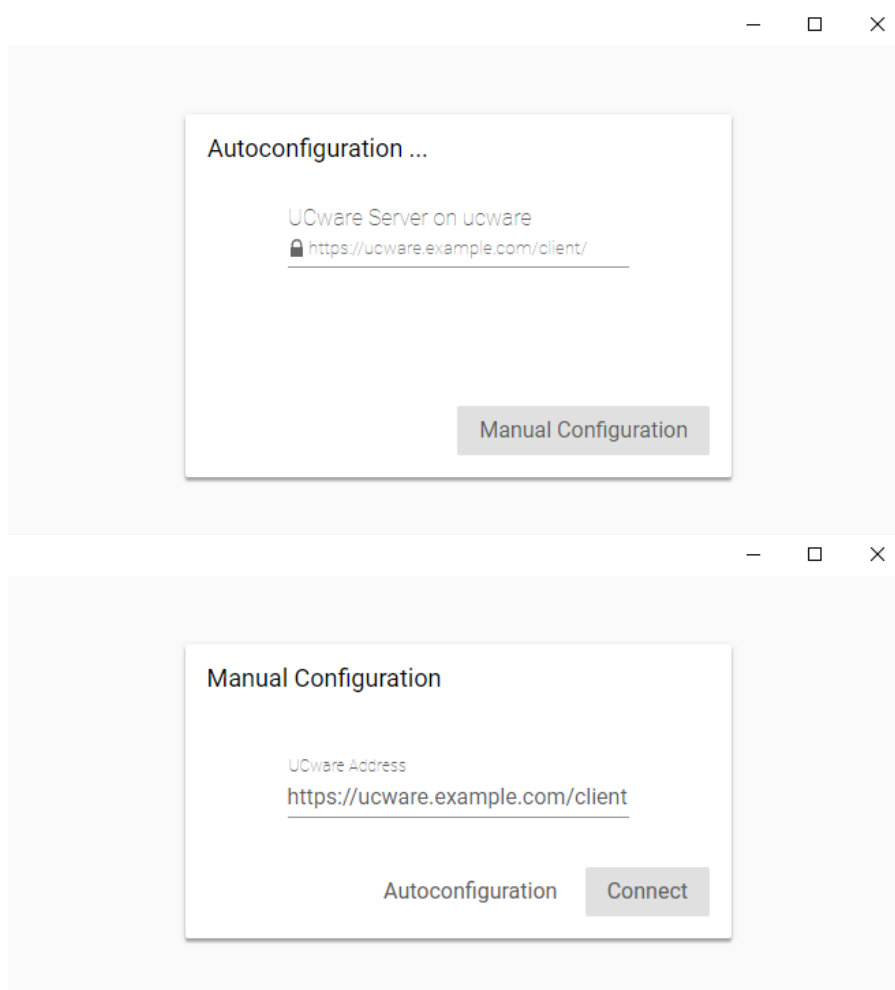 Autoconfiguration ...
UCware Server on ucware
https://ucware.example.com/client/
Manual Configuration
Manual Configuration
UCware Address
https://ucware.example.com/client
Autoconfiguration Connect